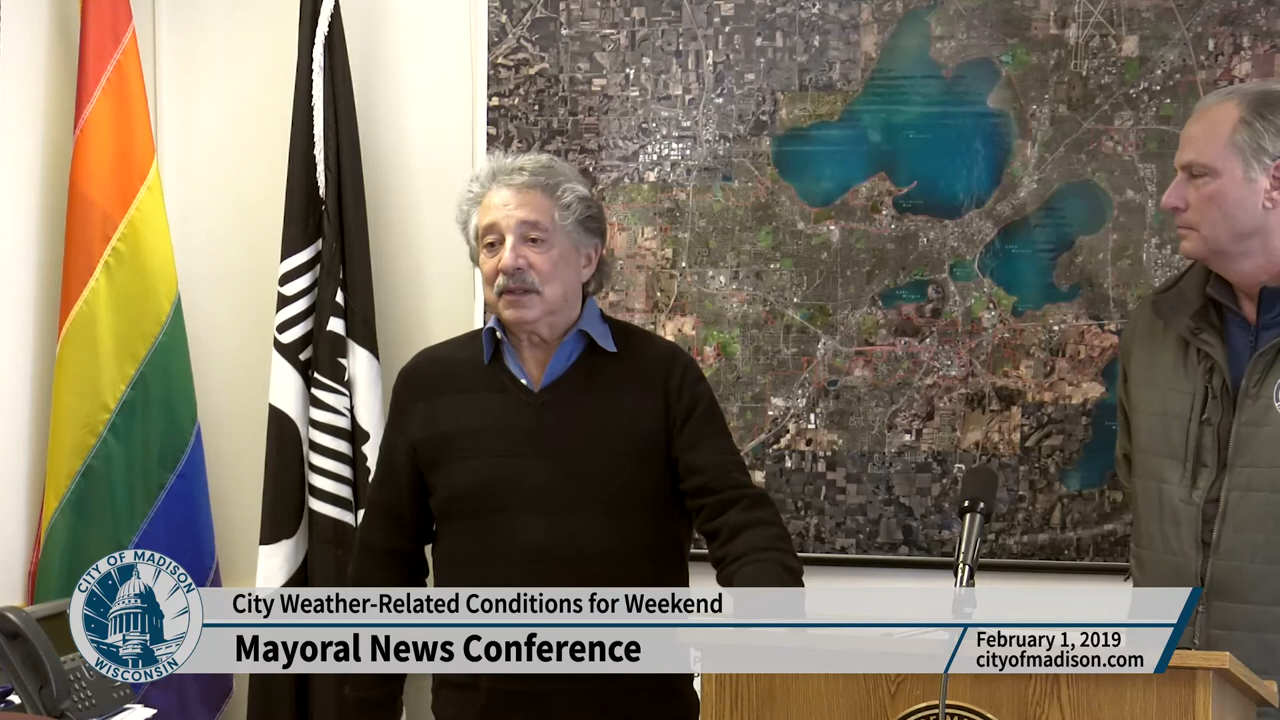 City Weather-Related Conditions for Weekend
Mayoral News Conference
February 1, 2019
cityofmadison.com
CITY OF MADISON
WISCONSIN